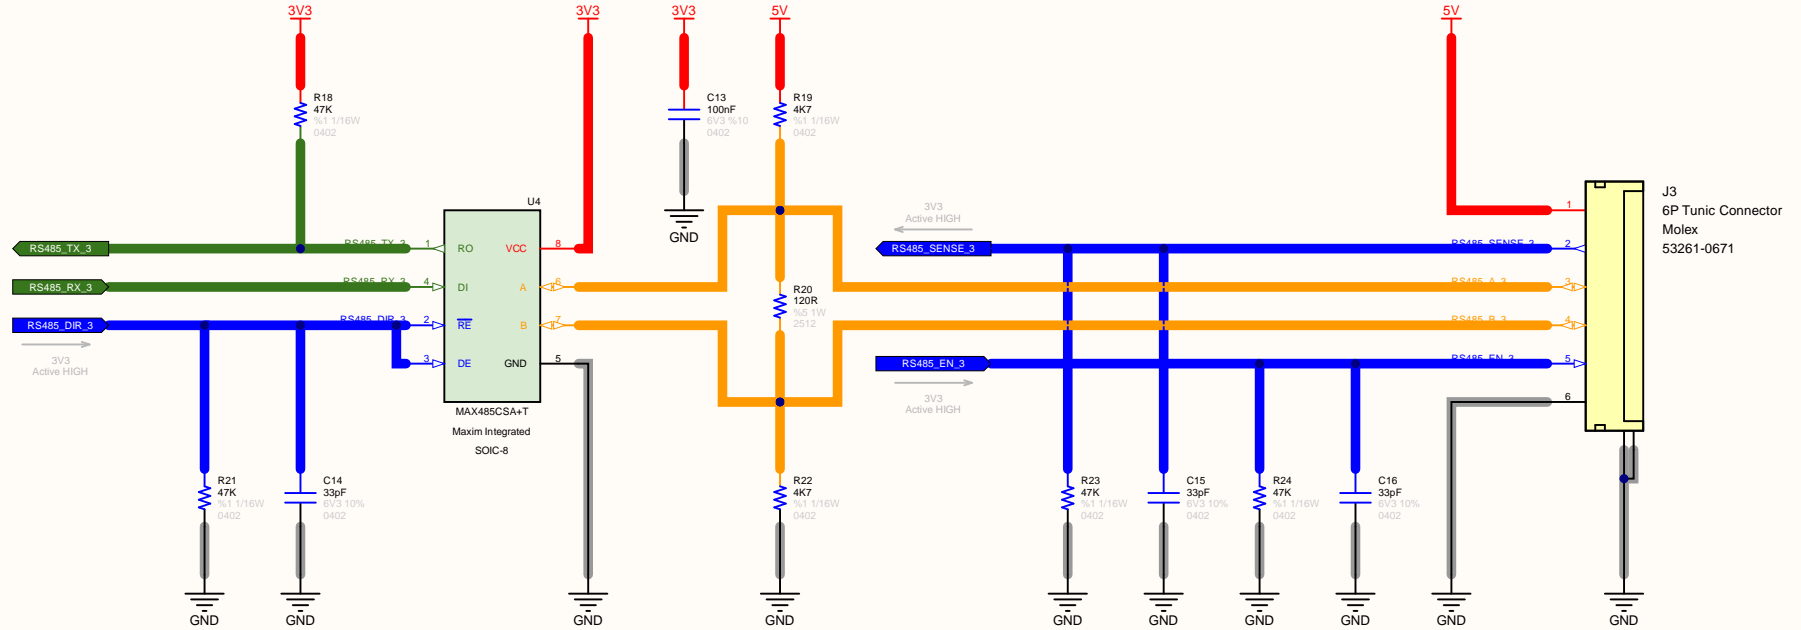 3V3
3V3
3V3
5V
5V
R18
47K
%1 1/16W
0402
C13
100nF
6V3 %10
0402
R19
4K7
%1 1/16W
0402
GND
U4
RS485_TX_3
RS485_TX_3
1
RO
VCC
8
RS485_RX_3
RS485_RX_3
4
DI
A
6
RS485_DIR_3
RS485_DIR_3
2
RE
B
7
3
DE
GND
5
3V3
Active HIGH
MAX485CSA+T
Maxim Integrated
SOIC-8
R20
120R
%5 1W
2512
3V3
Active HIGH
RS485_SENSE_3
RS485_SENSE_3
2
1
RS485_A_3
3
RS485_B_3
4
RS485_EN_3
RS485_EN_3
5
6
3V3
Active HIGH
J3
6P Tunic Connector
Molex
53261-0671
R21
47K
%1 1/16W
0402
C14
33pF
6V3 10%
0402
R22
4K7
%1 1/16W
0402
R23
47K
%1 1/16W
0402
C15
33pF
6V3 10%
0402
R24
47K
%1 1/16W
0402
C16
33pF
6V3 10%
0402
GND
GND
GND
GND
GND
GND
GND
GND
GND
GND